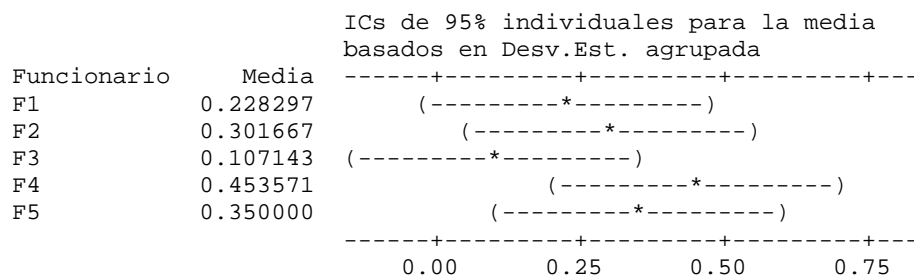 ICs de 95% individuales para la media
                         basados en Desv.Est. agrupada
Funcionario     Media    ------+---------+---------+---------+---
F1           0.228297         (---------*---------)
F2           0.301667            (---------*---------)
F3           0.107143    (---------*---------)
F4           0.453571                  (---------*---------)
F5           0.350000              (---------*---------)
                         ------+---------+---------+---------+---
                             0.00      0.25      0.50      0.75